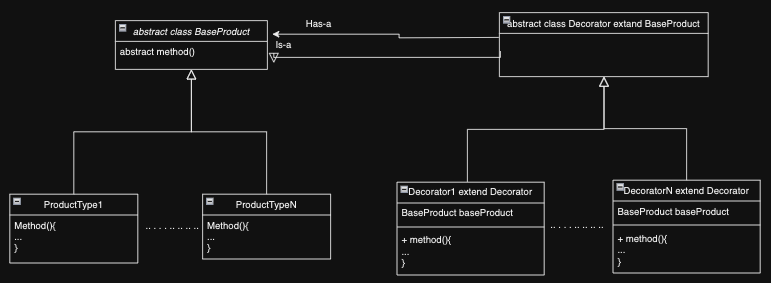 abstract class BaseProduct
abstract method()
Has-a
Is-a
abstract class Decorator extand BaseProduct
ProductType1
Method(){
...
}
.. . . . .. .. .. ..
ProductTypeN
Method(){
...
}
Decorator1 extend Decorator
BaseProduct baseProduct
+ method(){
...
}
.. . . . .. .. .. ..
DecoratorN extend Decorator
BaseProduct baseProduct
+ method(){
...
}